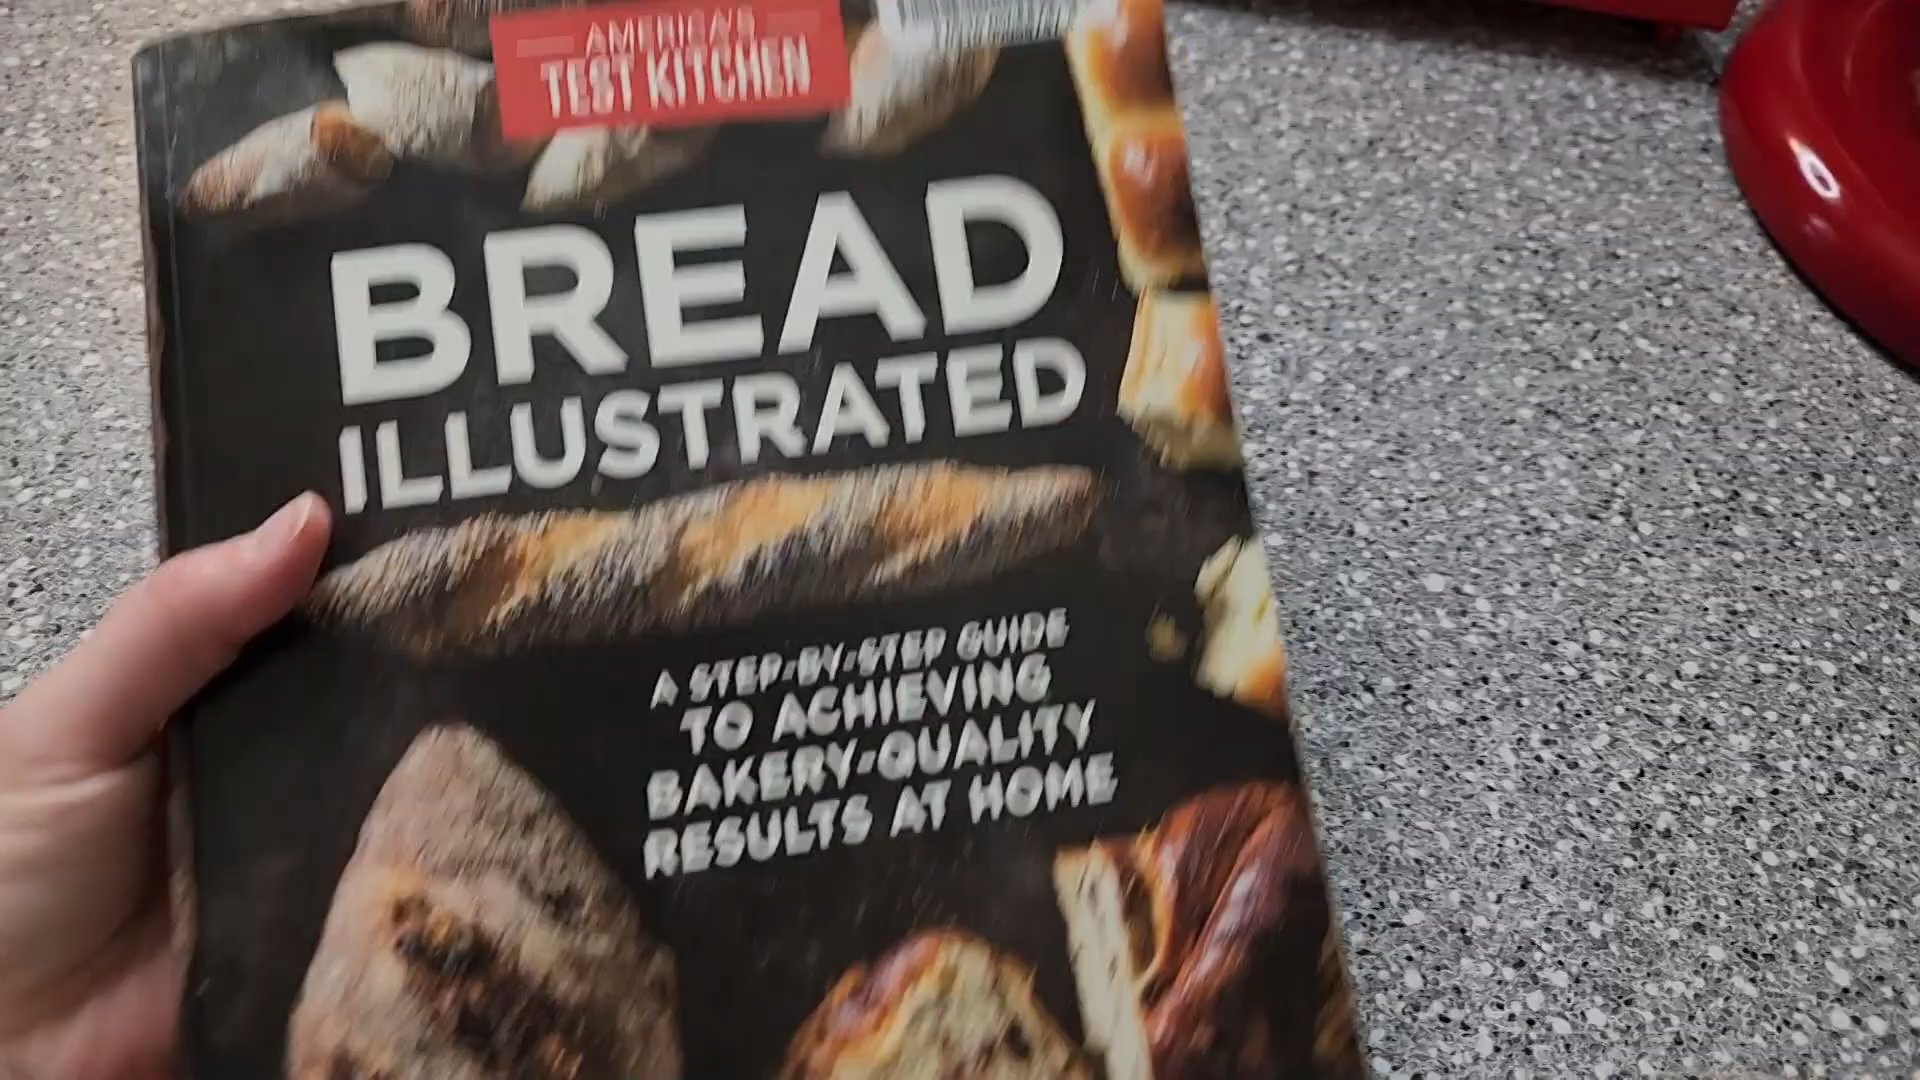 AMERICA'S
TEST KITCHEN
BREAD
ILLUSTRATED
A STEP-BY-STEP GUIDE
TO ACHIEVING
BAKERY-QUALITY
RESULTS AT HOME